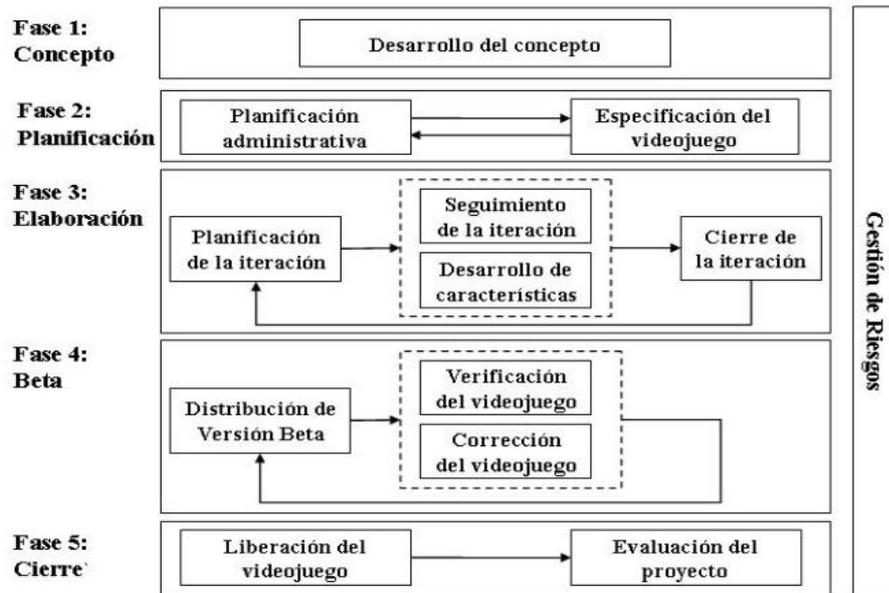 Fase 1:
Concepto
Desarrollo del concepto
Fase 2:
Planificación
Planificación
administrativa
Especificación del
videojuego
Fase 3:
Elaboración
Planificación
de la iteración
Seguimiento
de la iteración
Desarrollo de
características
Cierre de
la iteración
Fase 4:
Beta
Distribución de
Versión Beta
Verificación
del videojuego
Corrección
del videojuego
Fase 5:
Cierre
Liberación del
videojuego
Evaluación del
proyecto
Gestión de Riesgos